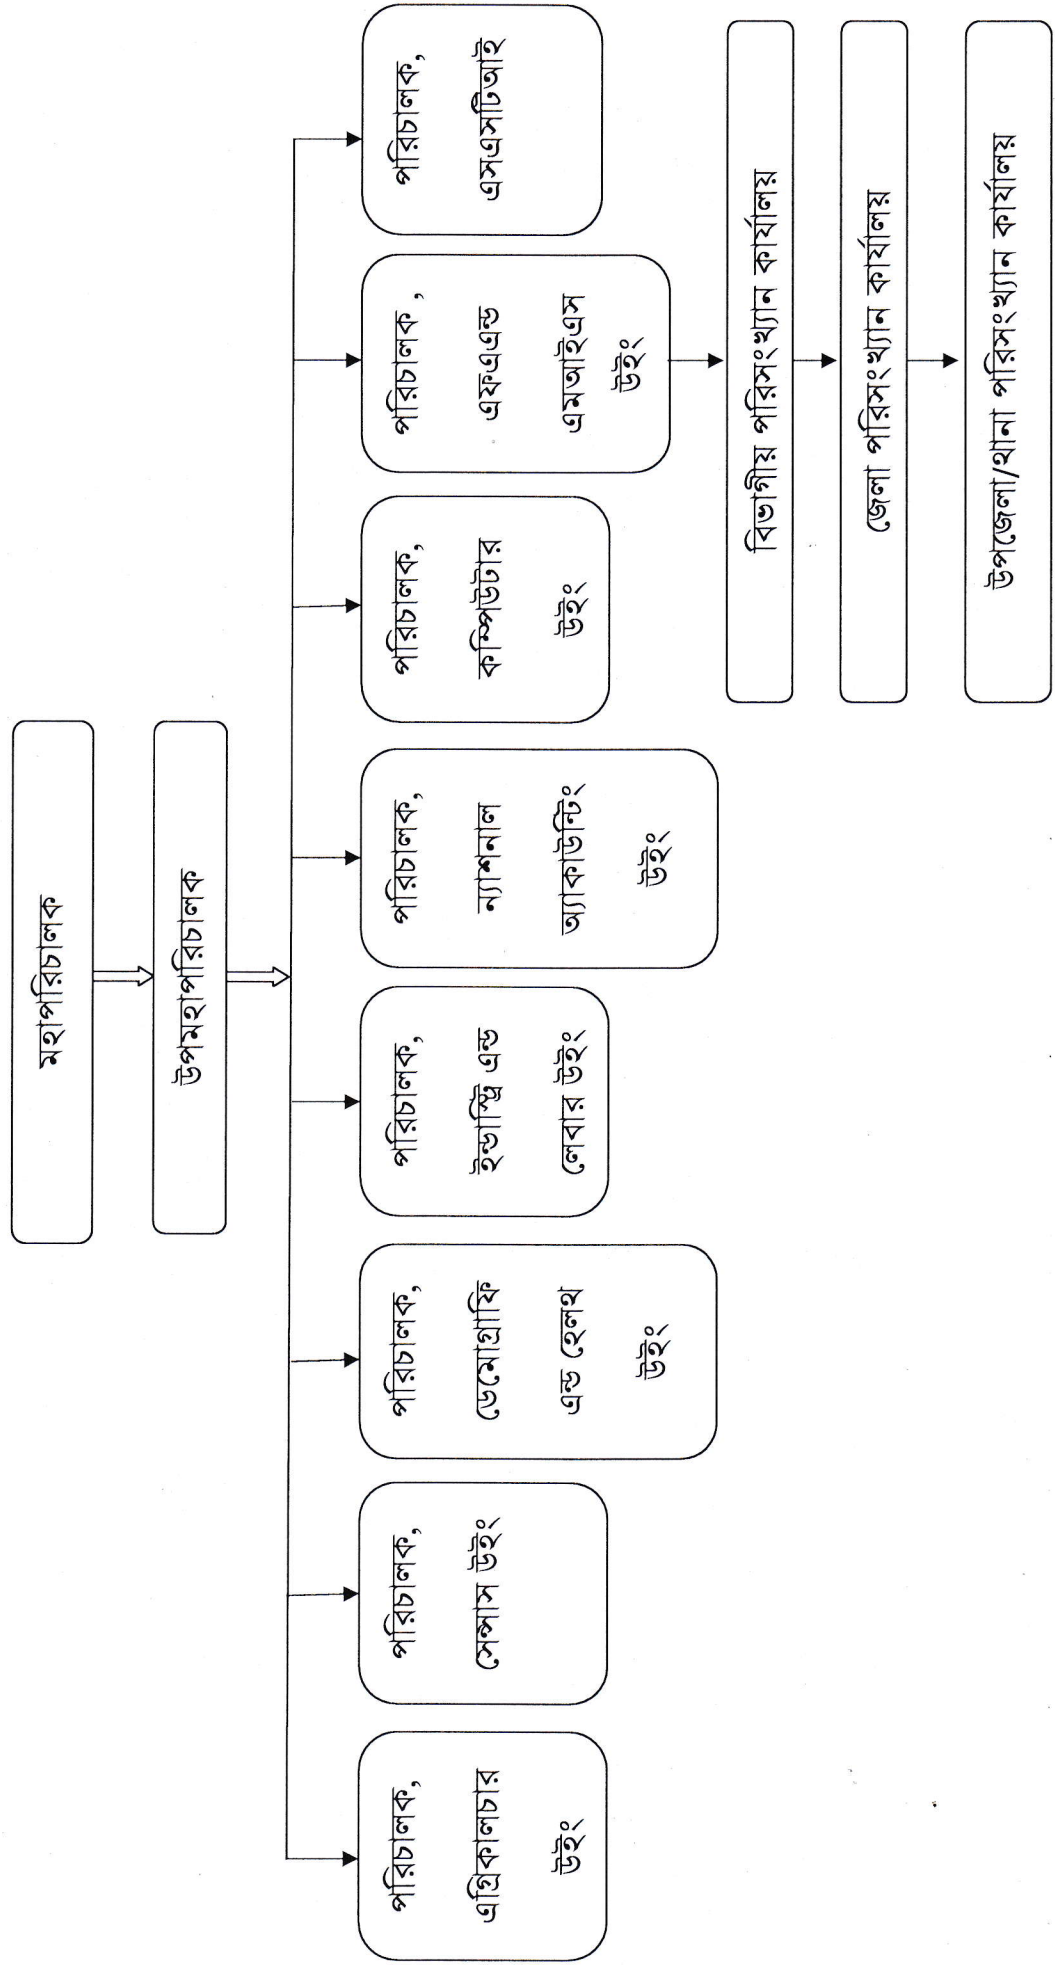 মহাপরিচালক
উপমহাপরিচালক
পরিচালক,
এগ্রিকালচার
উইং
পরিচালক,
সেন্সাস উইং
পরিচালক,
ডেমোগ্রাফি
এন্ড হেলথ
উইং
পরিচালক,
ইন্ডাস্ট্রি এন্ড
লেবার উইং
পরিচালক,
ন্যাশনাল
অ্যাকাউন্টিং
উইং
পরিচালক,
কম্পিউটার
উইং
পরিচালক ,
এফএএন্ড
এমআইএস
উইং
পরিচালক,
এসএসটিআই
বিভাগীয় পরিসংখ্যান কার্যালয়
জেলা পরিসংখ্যান কার্যালয়
উপজেলা/থানা পরিসংখ্যান কার্যালয়